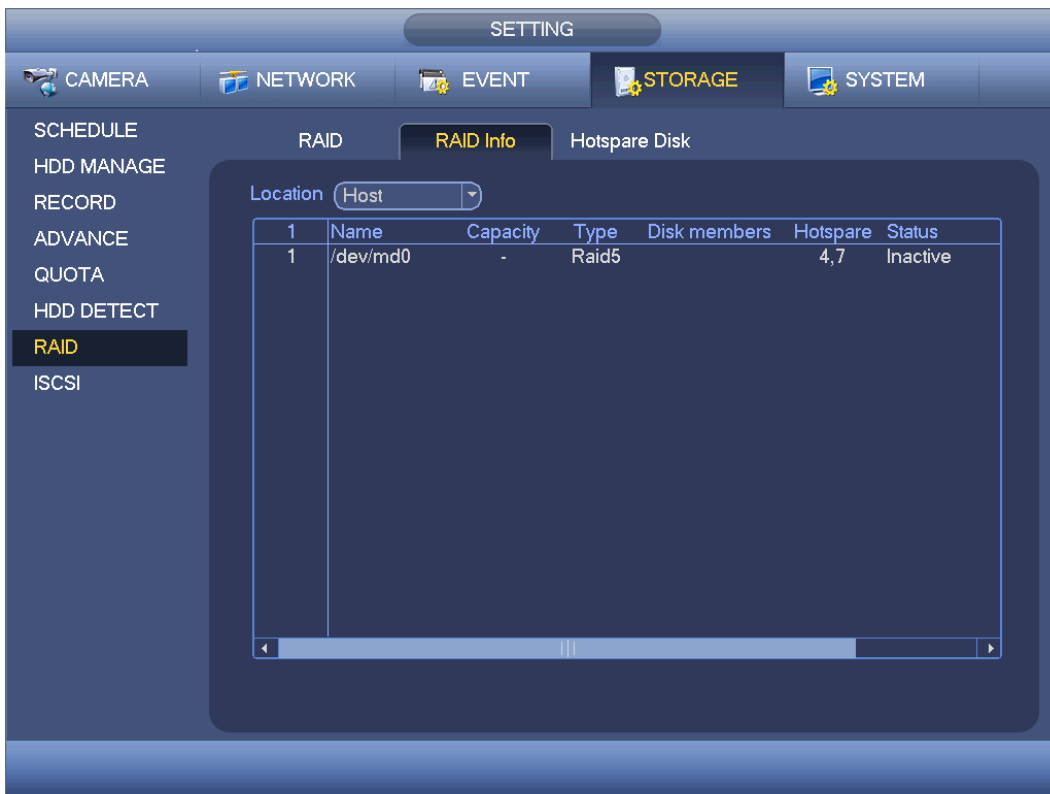 SETTING
CAMERA NETWORK EVENT STORAGE SYSTEM
SCHEDULE
HDD MANAGE
RECORD
ADVANCE
QUOTA
HDD DETECT
RAID
ISCSI
RAID RAID Info Hotspare Disk
Location Host
1 Name Capacity Type Disk members Hotspare Status
1 /dev/md0 - Raid5 4,7 Inactive